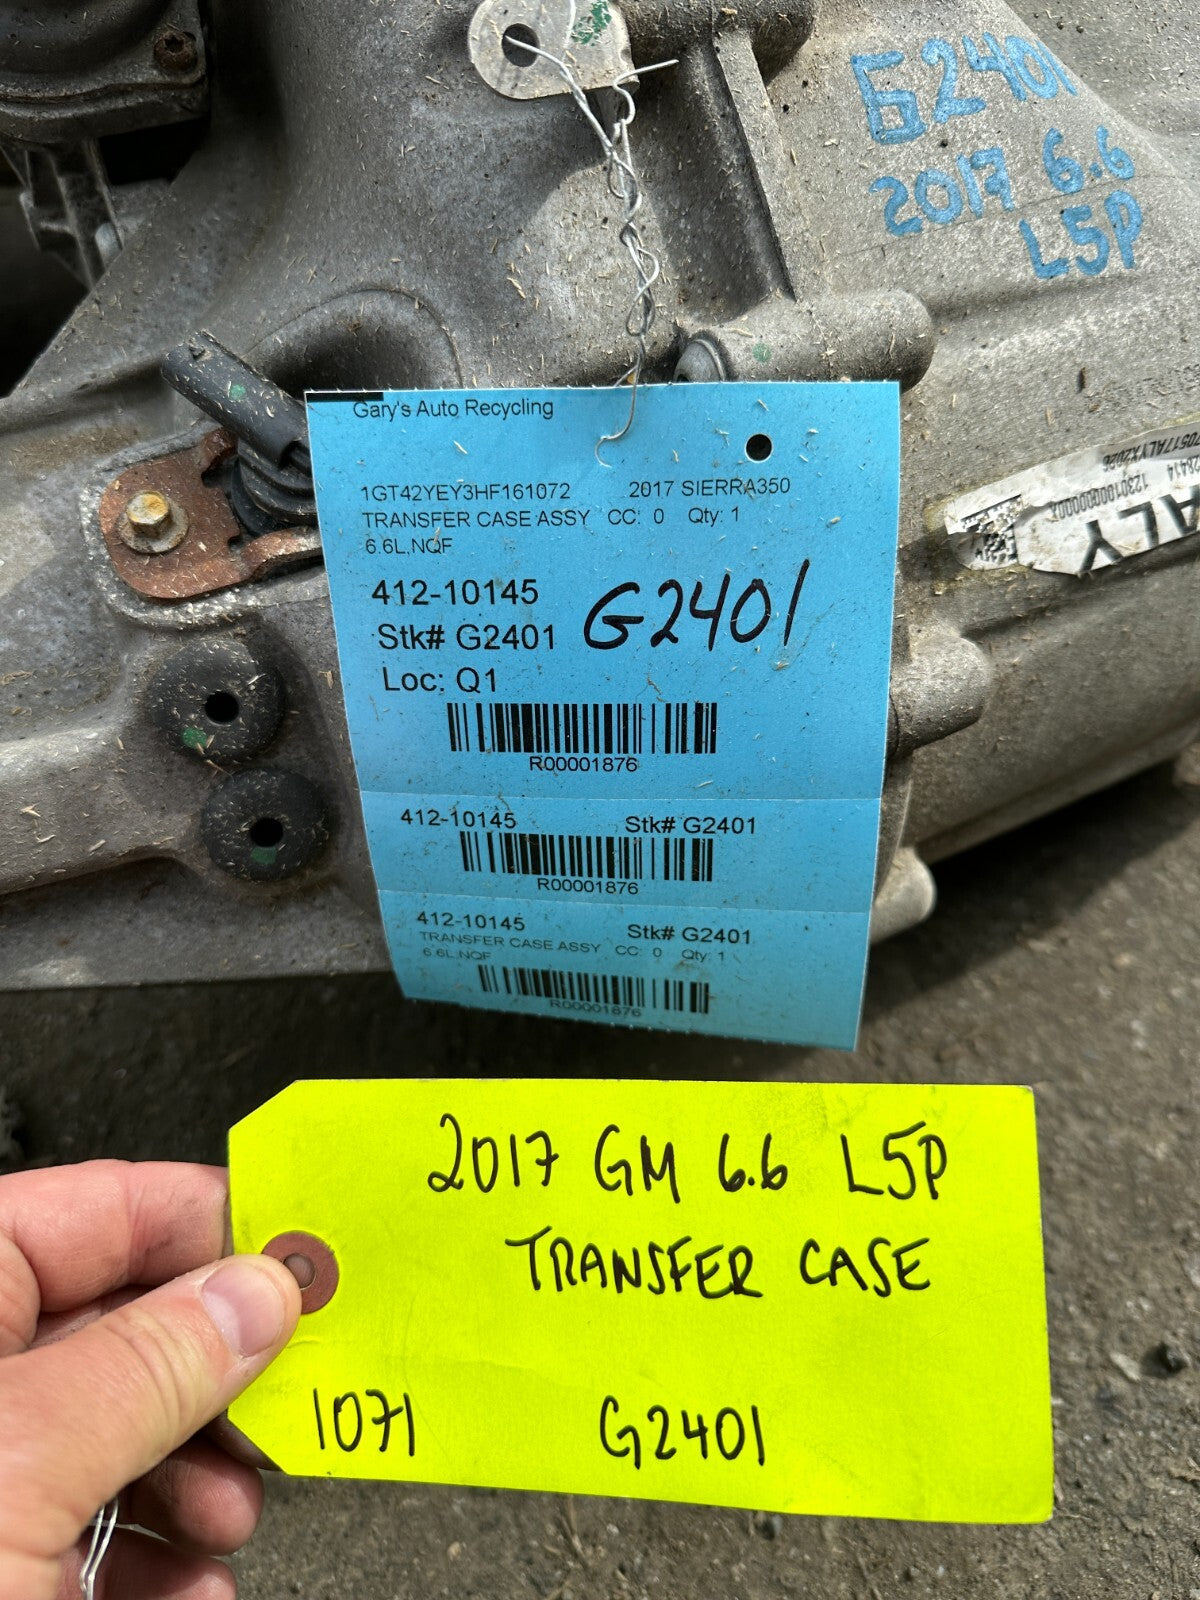 G2401
2017 6.6
L5P
Gary's Auto Recycling
1GT42YEY3HF161072 2017 SIERRA350
TRANSFER CASE ASSY CC: 0 Qty: 1
6.6L,NQF
412-10145
Stk# G2401 G2401
Loc: Q1
R00001876
412-10145 Stk# G2401
R00001876
412-10145 Stk# G2401
TRANSFER CASE ASSY CC: 0 Qty: 1
6.6L,NQF
R00001876
ALY
2017 GM 6.6 L5P
TRANSFER CASE
1071 G2401